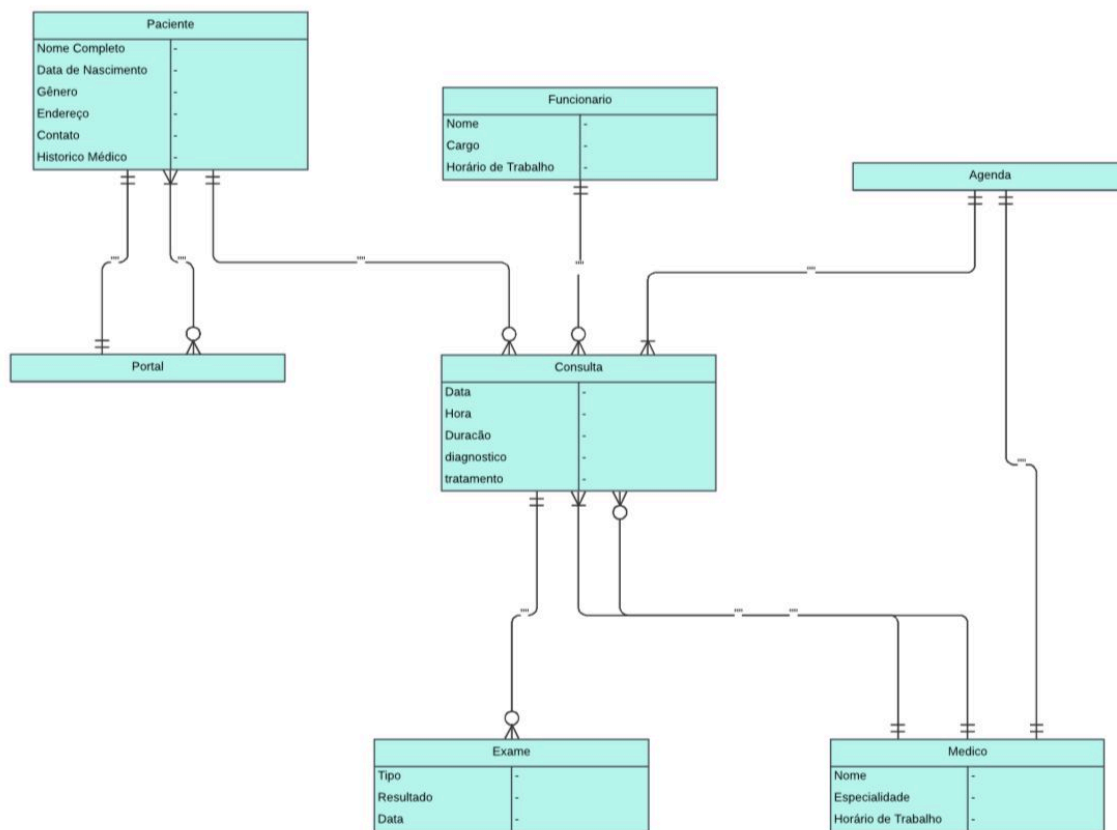 Paciente
Nome Completo -
Data de Nascimento -
Gênero -
Endereço -
Contato -
Historico Médico -
Funcionario
Nome -
Cargo -
Horário de Trabalho -
Agenda
Portal
Consulta
Data -
Hora -
Duracão -
diagnostico -
tratamento -
Exame
Tipo -
Resultado -
Data -
Medico
Nome -
Especialidade -
Horário de Trabalho -